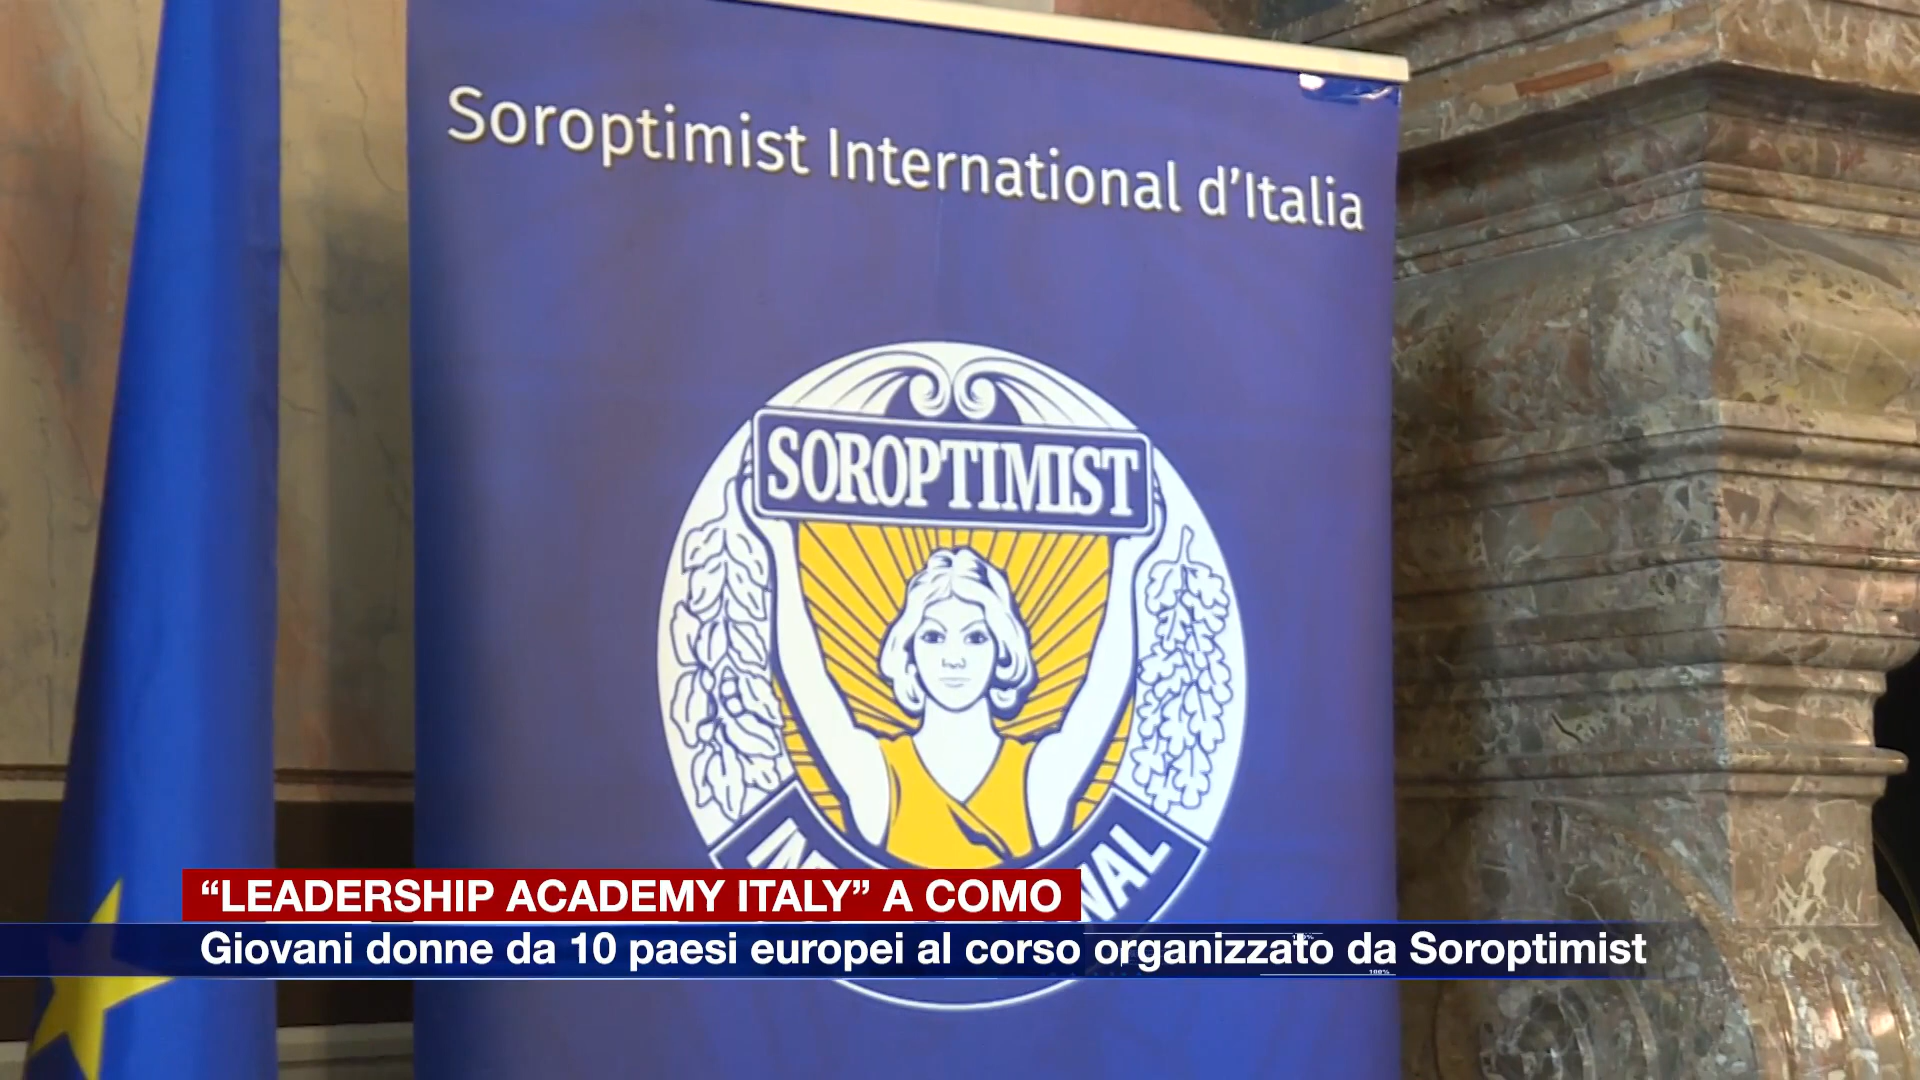 Soroptimist International d'Italia
SOROPTIMIST
“LEADERSHIP ACADEMY ITALY” A COMO
Giovani donne da 10 paesi europei al corso organizzato da Soroptimist
100%